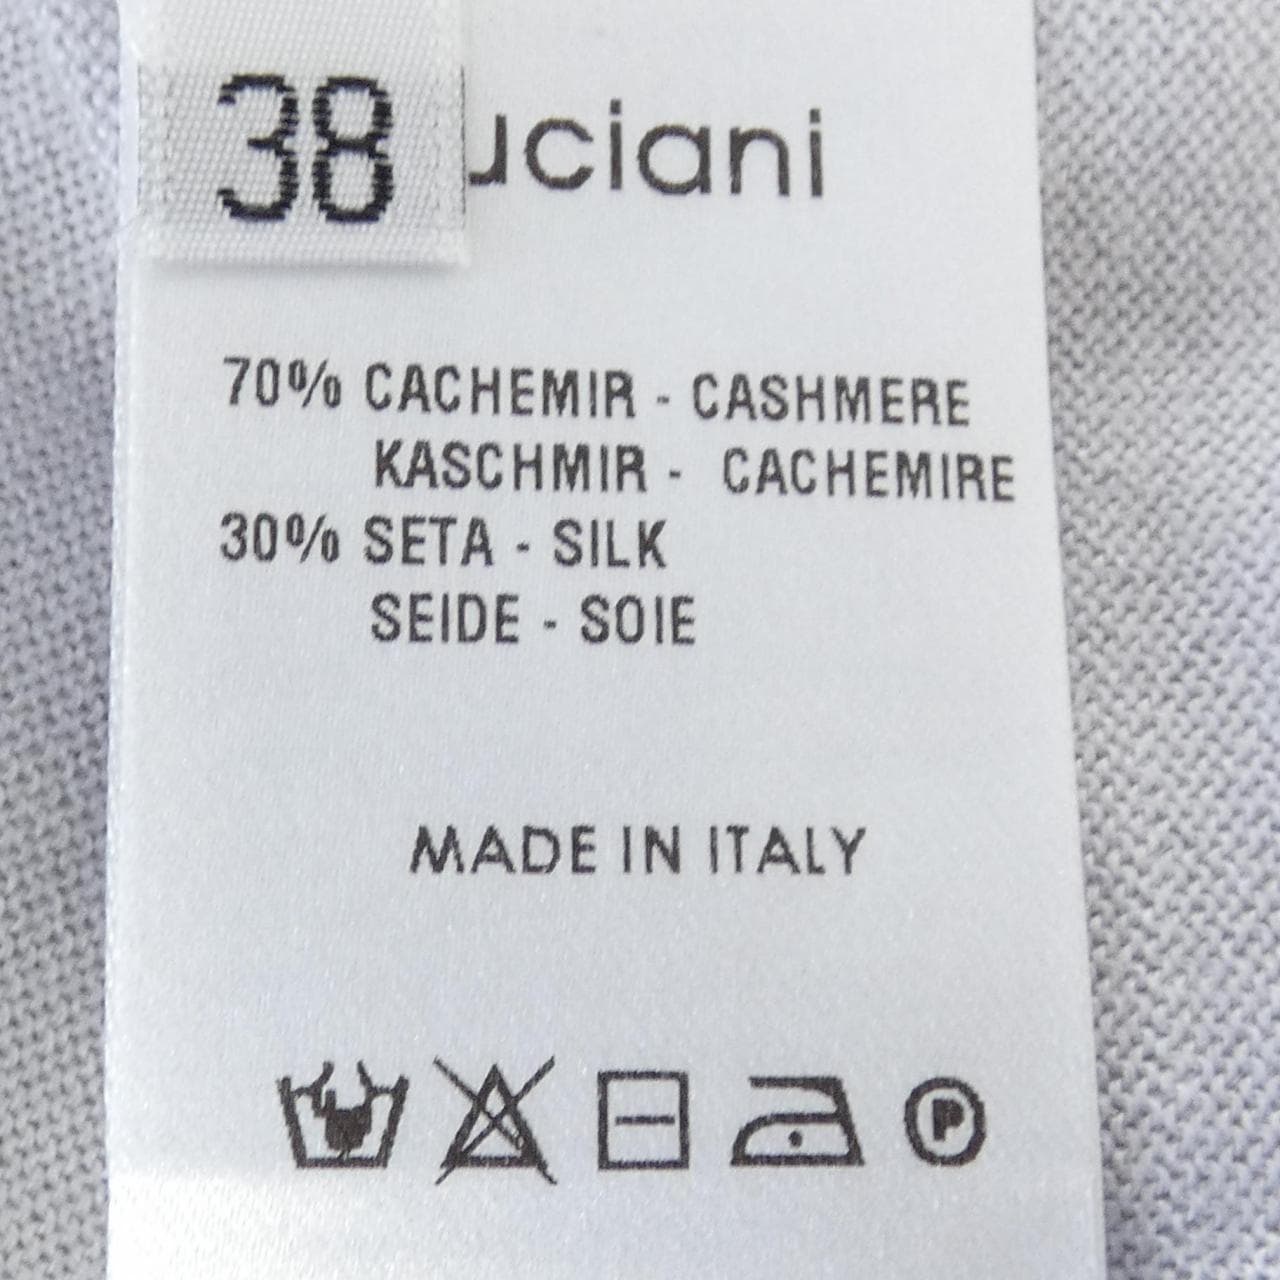 38
uciani
70% CACHEMIR - CASHMERE
KASCHMIR - CACHEMIRE
30% SETA - SILK
SEIDE - SOIE
MADE IN ITALY
P